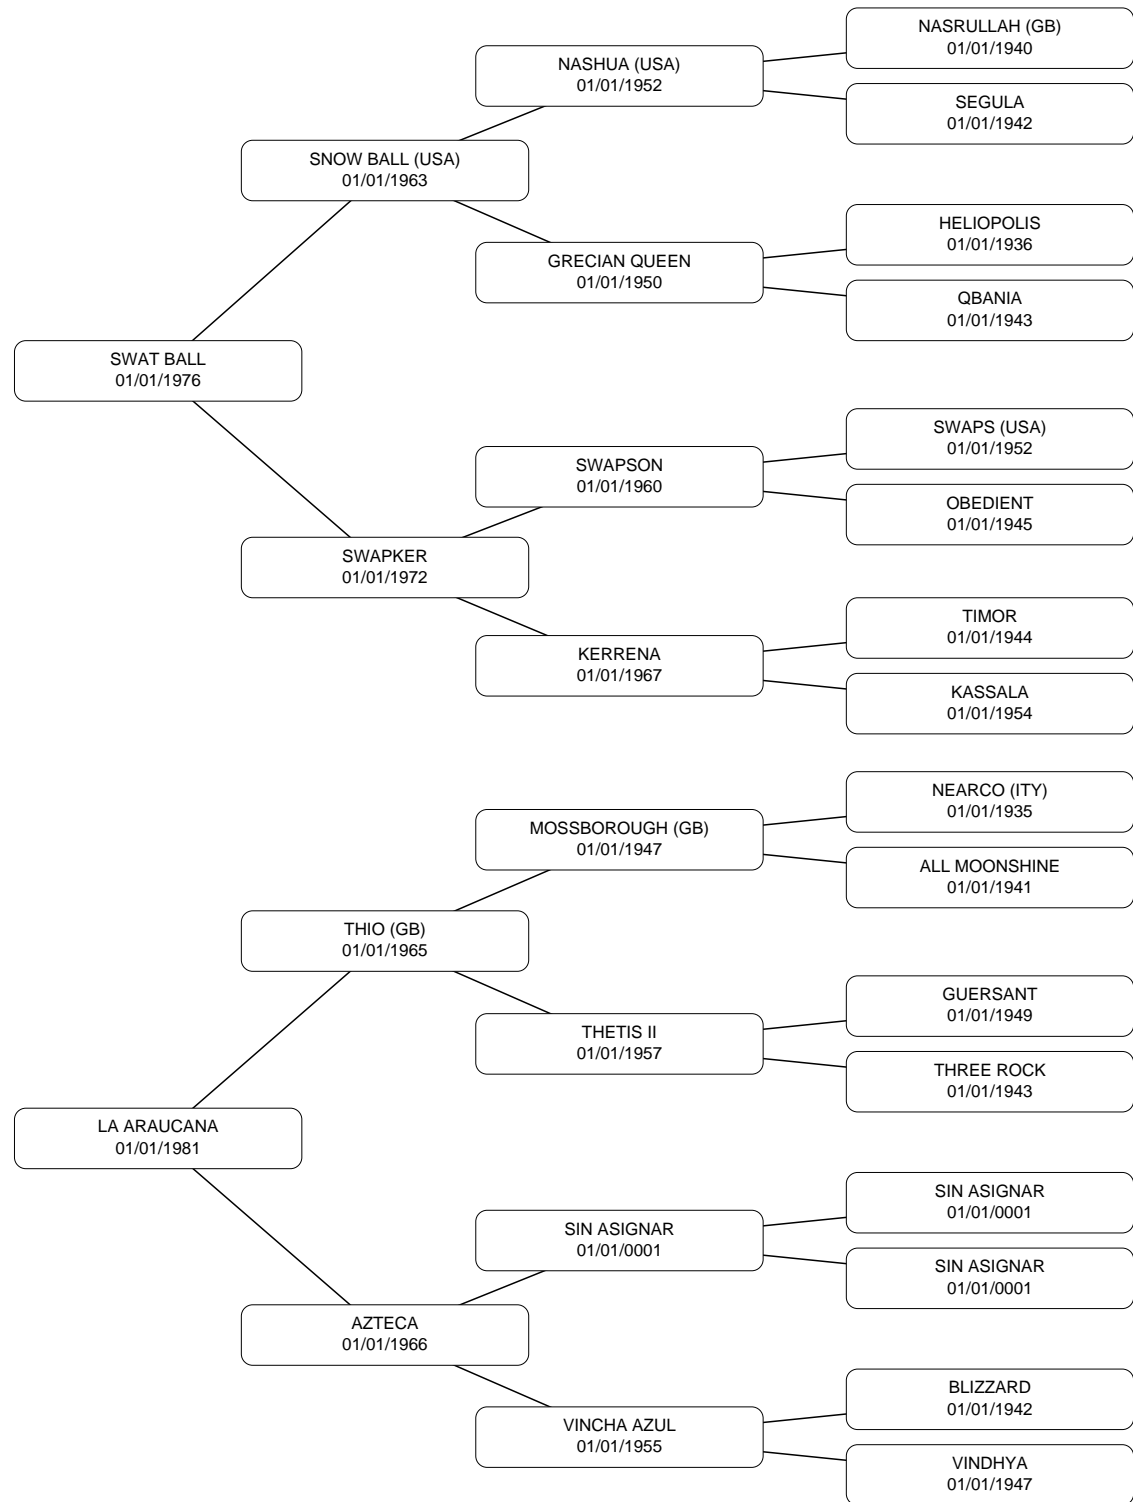 NASRULLAH (GB)
01/01/1940
NASHUA (USA)
01/01/1952
SEGULA
01/01/1942
SNOW BALL (USA)
01/01/1963
HELIOPOLIS
01/01/1936
GRECIAN QUEEN
01/01/1950
QBANIA
01/01/1943
SWAT BALL
01/01/1976
SWAPS (USA)
01/01/1952
SWAPSON
01/01/1960
OBEDIENT
01/01/1945
SWAPKER
01/01/1972
TIMOR
01/01/1944
KERRENA
01/01/1967
KASSALA
01/01/1954
NEARCO (ITY)
01/01/1935
MOSSBOROUGH (GB)
01/01/1947
ALL MOONSHINE
01/01/1941
THIO (GB)
01/01/1965
GUERSANT
01/01/1949
THETIS II
01/01/1957
THREE ROCK
01/01/1943
LA ARAUCANA
01/01/1981
SIN ASIGNAR
01/01/0001
SIN ASIGNAR
01/01/0001
SIN ASIGNAR
01/01/0001
AZTECA
01/01/1966
BLIZZARD
01/01/1942
VINCHA AZUL
01/01/1955
VINDHYA
01/01/1947